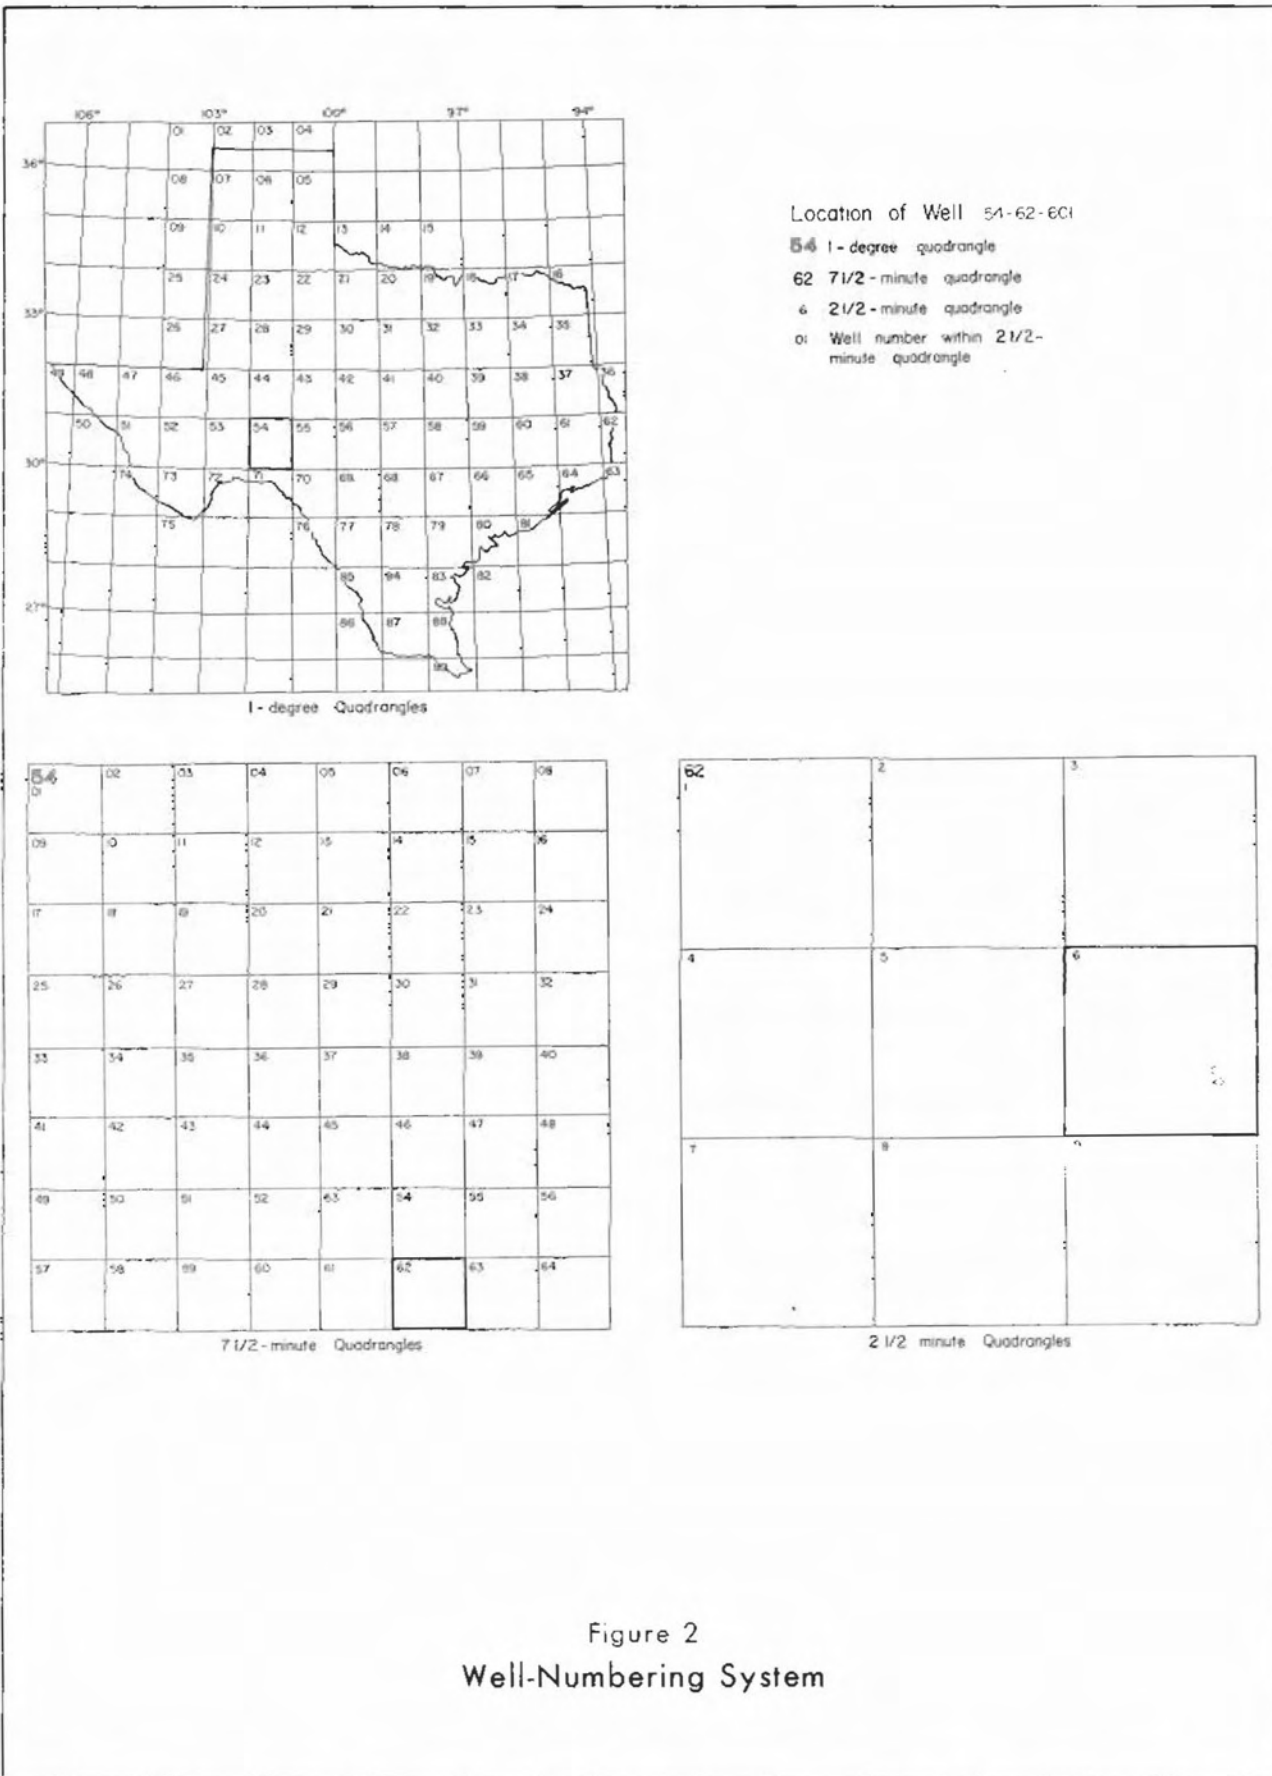 106° 103° 100° 97° 94°
01 02 03 04
36°
08 07 06 05
09 10 11 12 13 14 15
25 24 23 22 21 20 19 18 17 16
33°
26 27 28 29 30 31 32 33 34 35
49 48 47 46 45 44 43 42 41 40 39 38 37 36
50 51 52 53 54 55 56 57 58 59 60 61 62
30°
74 73 72 71 70 69 68 67 66 65 64 63
75 76 77 78 79 80 81
85 84 83 82
27°
86 87 88
89
1-degree Quadrangles
Location of Well 54-62-601
54 1-degree quadrangle
62 7 1/2-minute quadrangle
6 2 1/2-minute quadrangle
01 Well number within 2 1/2-
minute quadrangle
54 02 03 04 05 06 07 08
01
09 10 11 12 13 14 15 16
17 18 19 20 21 22 23 24
25 26 27 28 29 30 31 32
33 34 35 36 37 38 39 40
41 42 43 44 45 46 47 48
49 50 51 52 53 54 55 56
57 58 59 60 61 62 63 64
7 1/2-minute Quadrangles
62 2 3
1
4 5 6
7 8 9
2 1/2 minute Quadrangles
Figure 2
Well-Numbering System